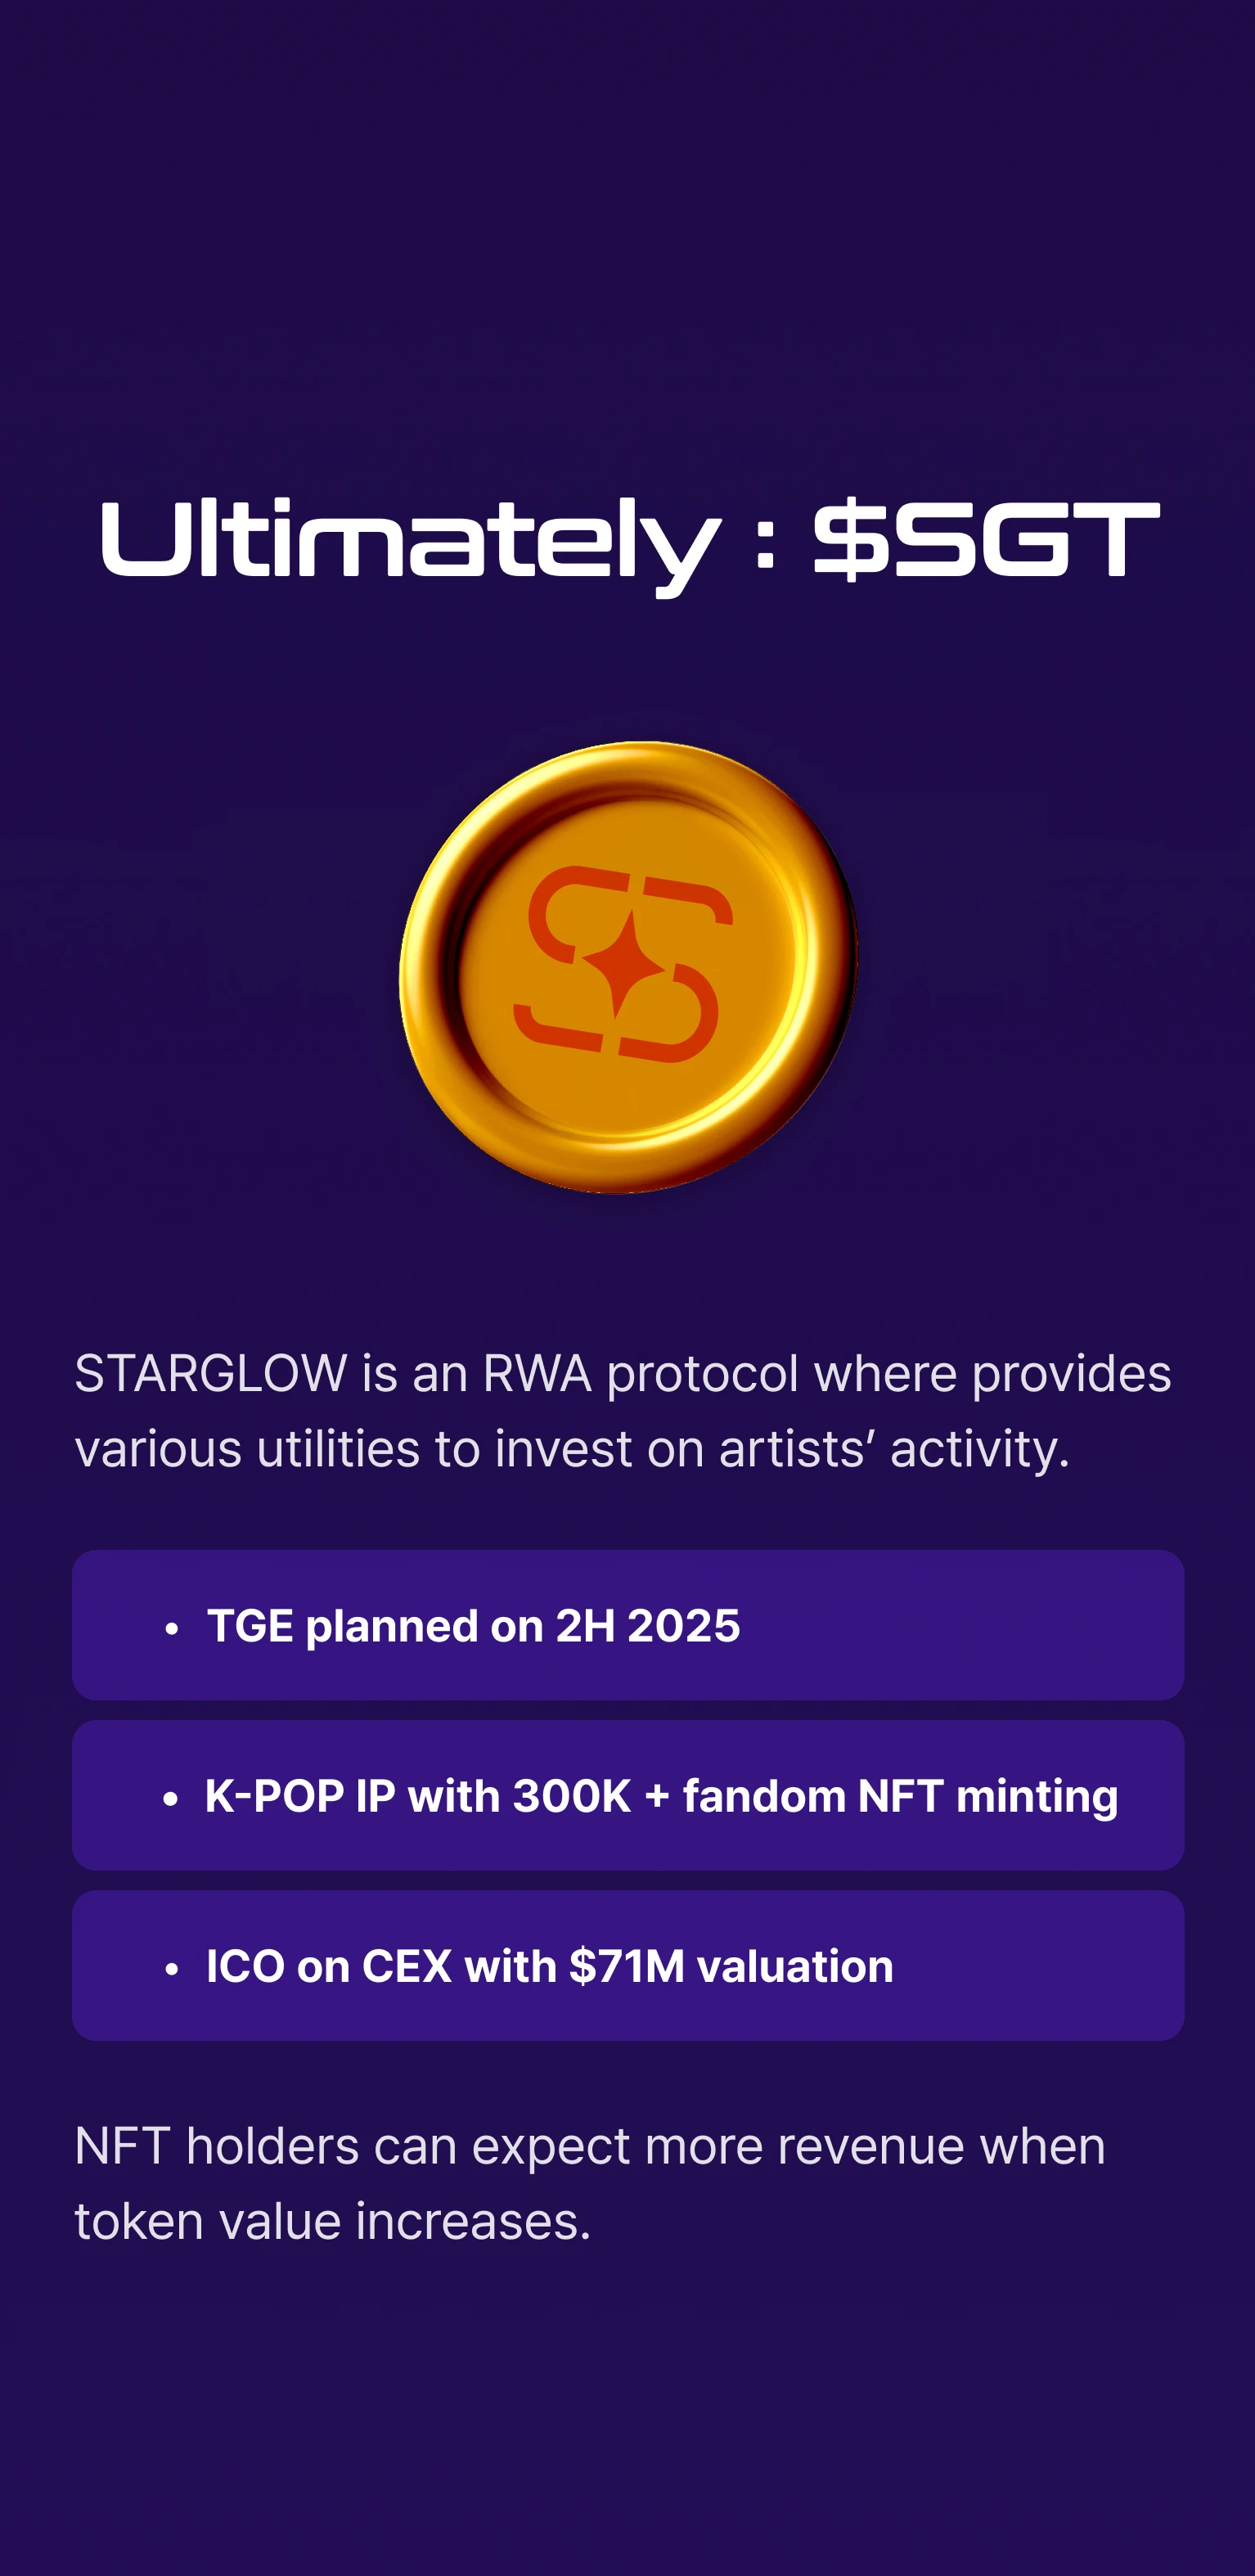 Ultimately : $SGT
STARGLOW is an RWA protocol where provides
various utilities to invest on artists’ activity.
• TGE planned on 2H 2025
• K-POP IP with 300K + fandom NFT minting
• ICO on CEX with $71M valuation
NFT holders can expect more revenue when
token value increases.